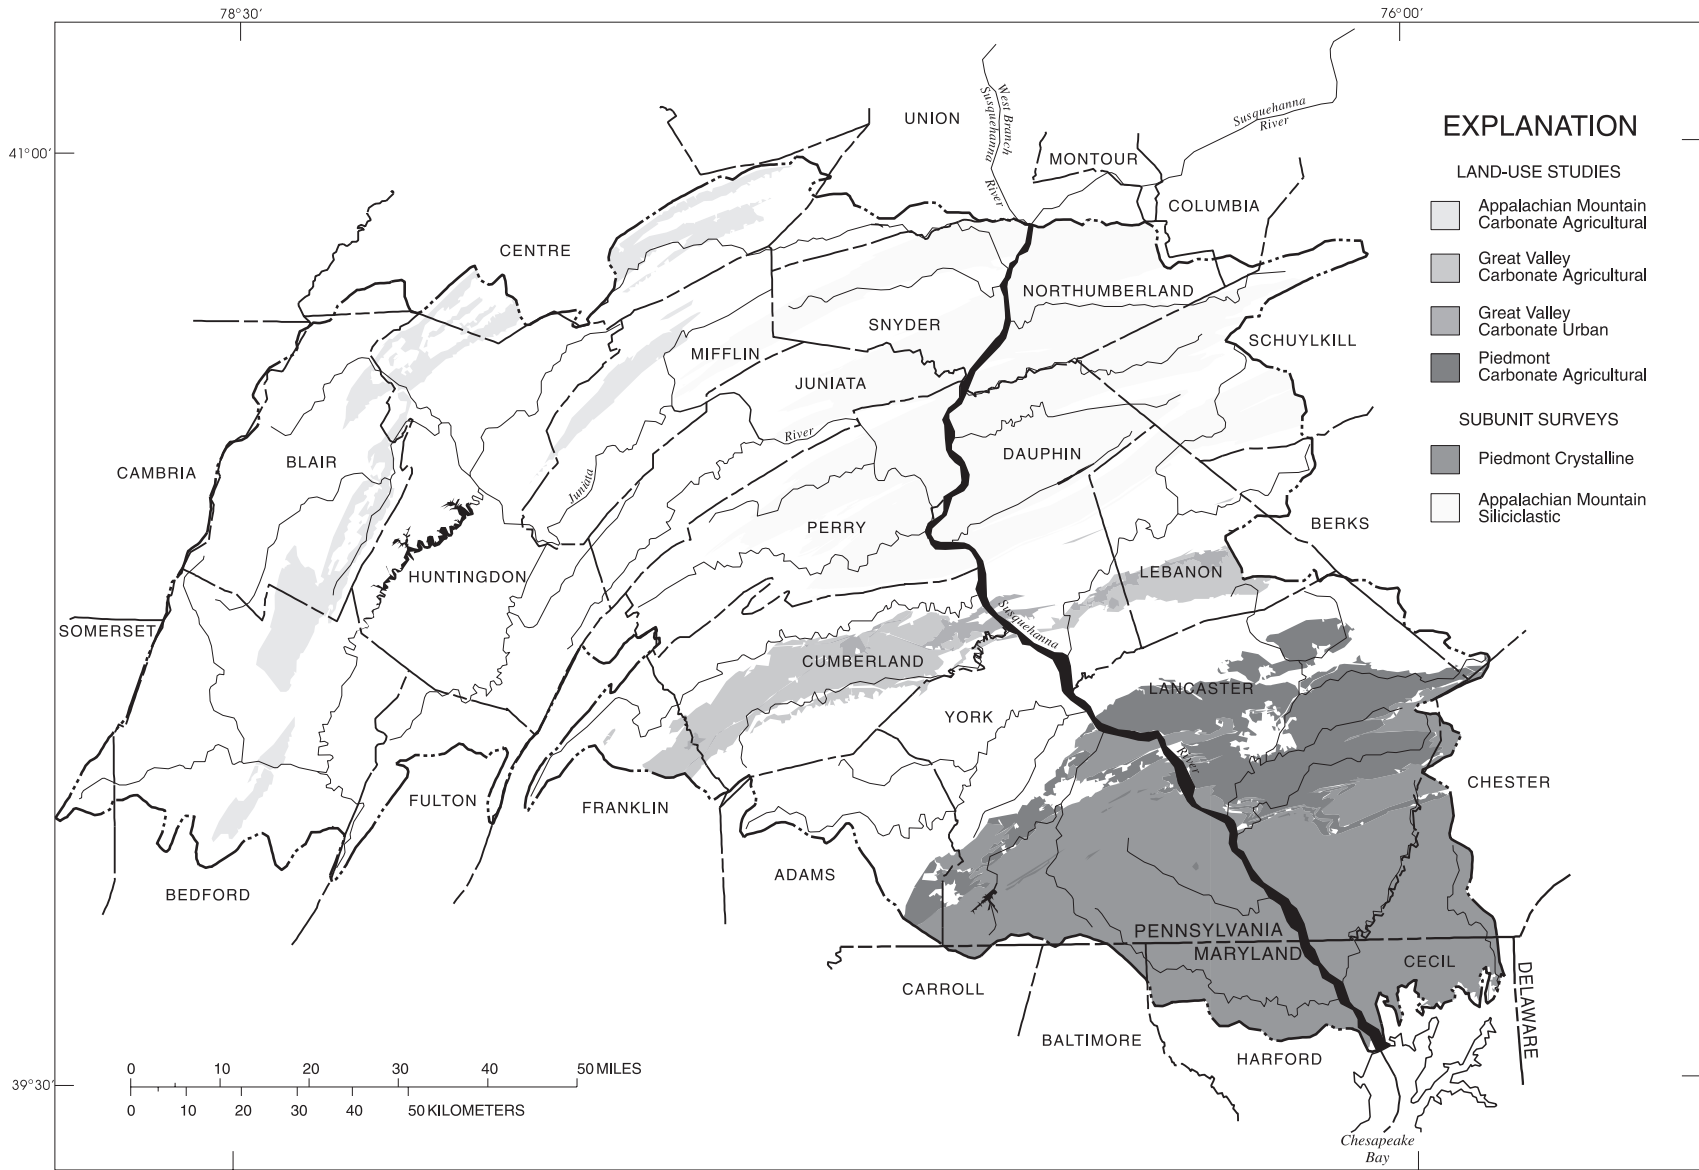 78°30'
76°00'
41°00'
39°30'
UNION
West Branch
Susquehanna
River
Susquehanna
River
MONTOUR
COLUMBIA
CENTRE
NORTHUMBERLAND
SNYDER
SCHUYLKILL
MIFFLIN
JUNIATA
River
Juniata
CAMBRIA
BLAIR
DAUPHIN
PERRY
BERKS
HUNTINGDON
LEBANON
SOMERSET
Susquehanna
CUMBERLAND
LANCASTER
YORK
River
CHESTER
FULTON
FRANKLIN
ADAMS
BEDFORD
PENNSYLVANIA
MARYLAND
CECIL
CARROLL
DELAWARE
BALTIMORE
HARFORD
Chesapeake
Bay
EXPLANATION
LAND-USE STUDIES
Appalachian Mountain
Carbonate Agricultural
Great Valley
Carbonate Agricultural
Great Valley
Carbonate Urban
Piedmont
Carbonate Agricultural
SUBUNIT SURVEYS
Piedmont Crystalline
Appalachian Mountain
Siliciclastic
0 10 20 30 40 50 MILES
0 10 20 30 40 50 KILOMETERS